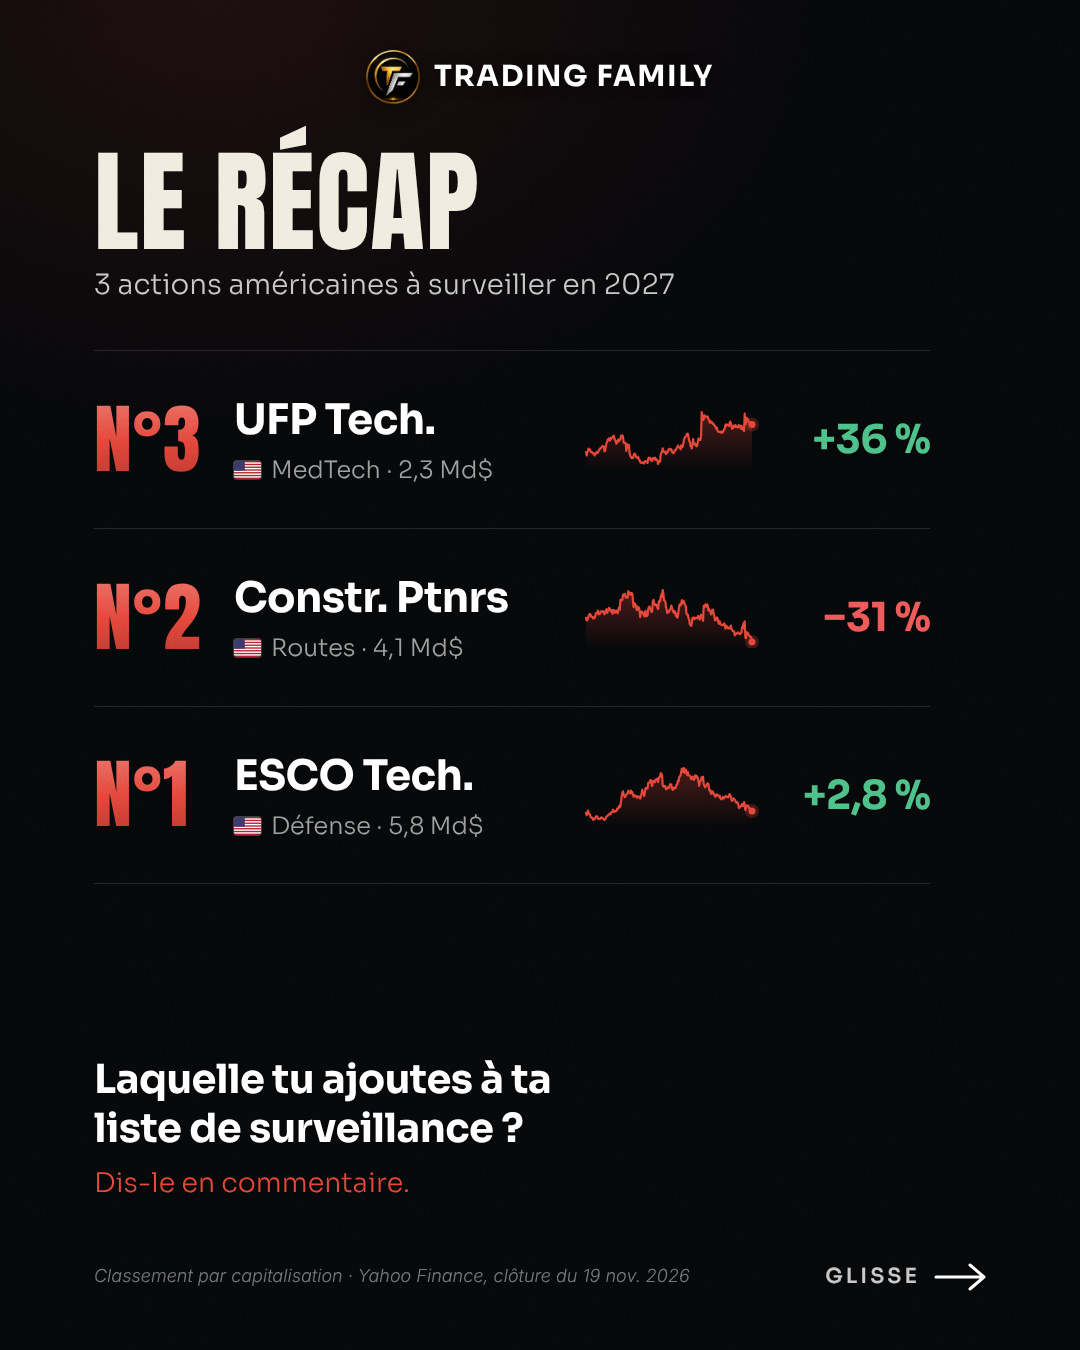 TF TRADING FAMILY
LE RÉCAP
3 actions américaines à surveiller en 2027
N°3 UFP Tech. +36 %
MedTech · 2,3 Md$
N°2 Constr. Ptnrs −31 %
Routes · 4,1 Md$
N°1 ESCO Tech. +2,8 %
Défense · 5,8 Md$
Laquelle tu ajoutes à ta
liste de surveillance ?
Dis-le en commentaire.
Classement par capitalisation · Yahoo Finance, clôture du 19 nov. 2026
GLISSE